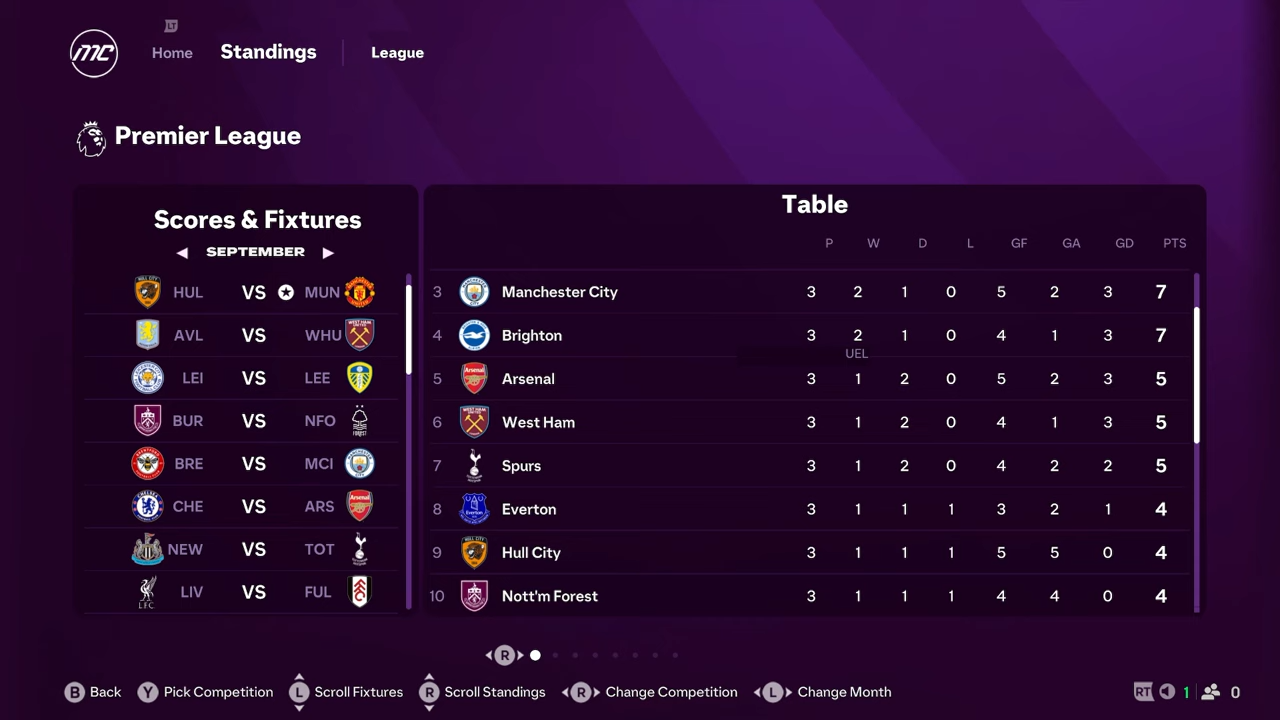 LT
MC Home Standings League
Premier League
Scores & Fixtures
SEPTEMBER
HUL VS MUN
AVL VS WHU
LEI VS LEE
BUR VS NFO
BRE VS MCI
CHE VS ARS
NEW VS TOT
LIV VS FUL
LFC
Table
P W D L GF GA GD PTS
3 Manchester City 3 2 1 0 5 2 3 7
4 Brighton 3 2 1 0 4 1 3 7
UEL
5 Arsenal 3 1 2 0 5 2 3 5
6 West Ham 3 1 2 0 4 1 3 5
7 Spurs 3 1 2 0 4 2 2 5
8 Everton 3 1 1 1 3 2 1 4
9 Hull City 3 1 1 1 5 5 0 4
10 Nott'm Forest 3 1 1 1 4 4 0 4
R
B Back Y Pick Competition L Scroll Fixtures R Scroll Standings R Change Competition L Change Month RT 1 0